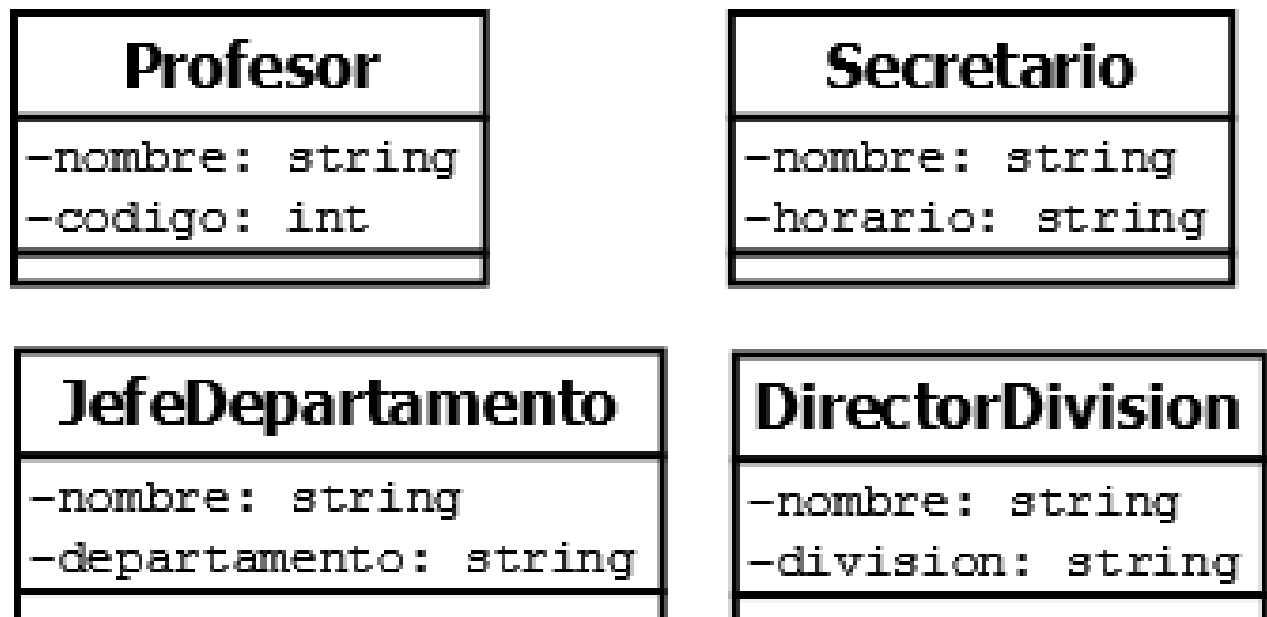 Profesor
-nombre: string
-codigo: int
Secretario
-nombre: string
-horario: string
JefeDepartamento
-nombre: string
-departamento: string
DirectorDivision
-nombre: string
-division: string